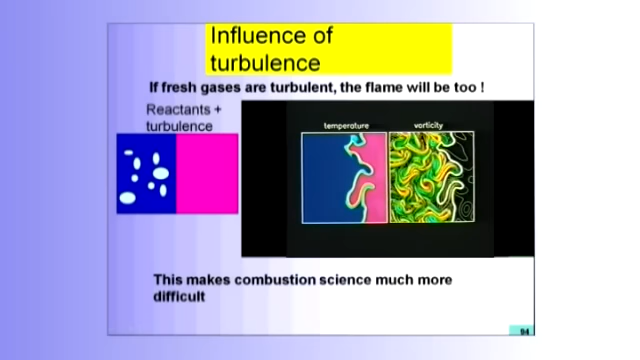 Influence of
turbulence
If fresh gases are turbulent, the flame will be too !
Reactants +
turbulence
temperature
vorticity
This makes combustion science much more
difficult
94